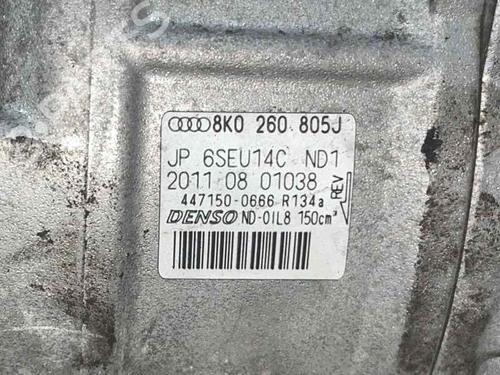 8K0 260 805J
JP 6SEU14C ND1
2011 08 01038
REV
447150-0666 R134a
DENSO ND-OIL8 150cm³